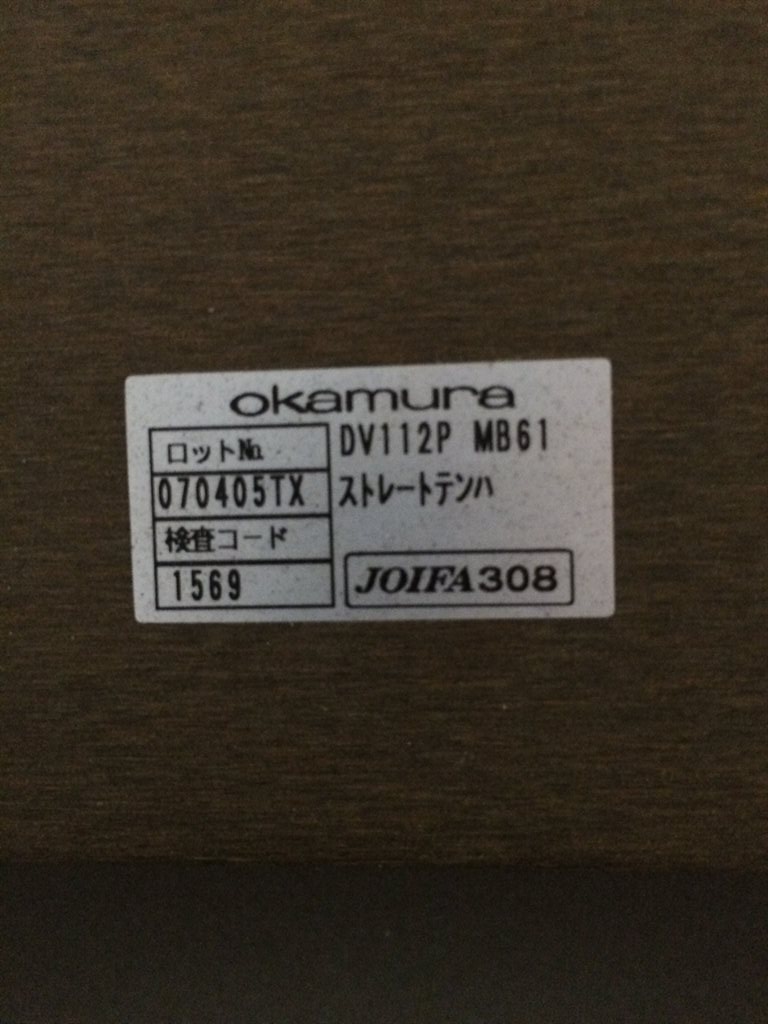 okamura
ロット№
070405TX
検査コード
1569
DV112P MB61
ストレートテンハ
JOIFA308